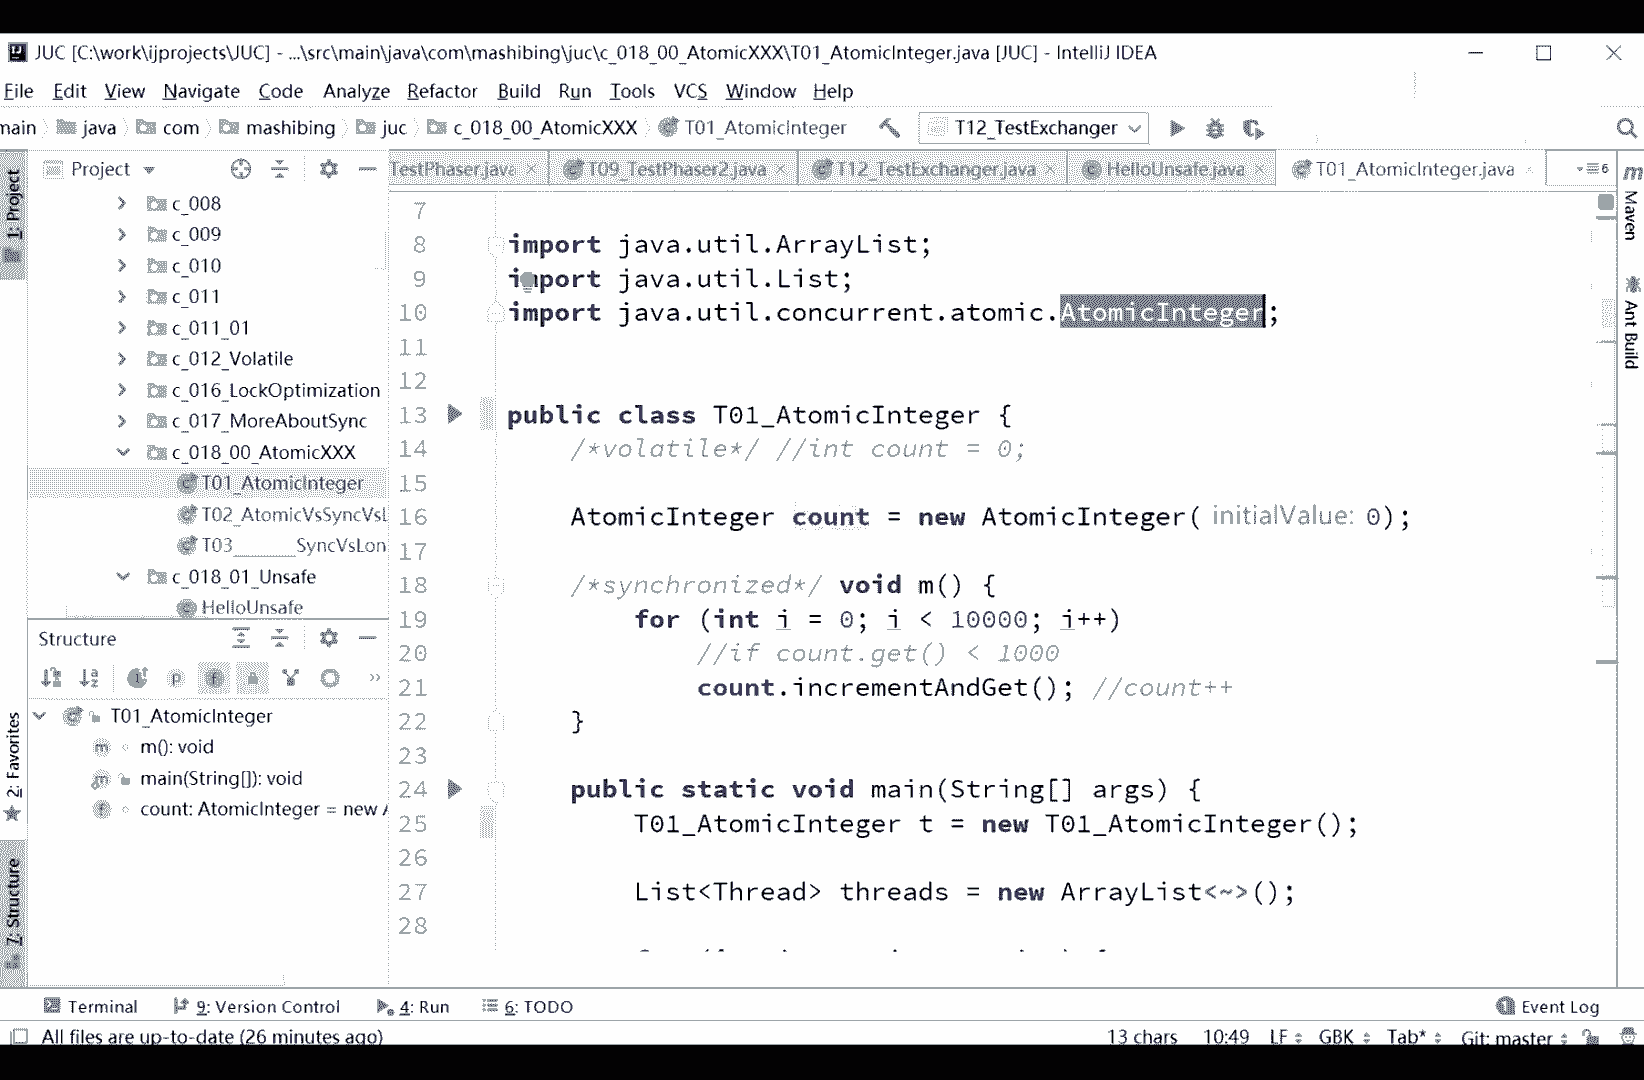 JUC [C:\work\ijprojects\JUC] - ...\src\main\java\com\mashibing\juc\c_018_00_AtomicXXX\T01_AtomicInteger.java [JUC] - IntelliJ IDEA
File Edit View Navigate Code Analyze Refactor Build Run Tools VCS Window Help
main java com mashibing juc c_018_00_AtomicXXX T01_AtomicInteger T12_TestExchanger
Project
TestPhaser.java T09_TestPhaser2.java T12_TestExchanger.java HelloUnsafe.java T01_AtomicInteger.java 6
1: Project
c_008
c_009
c_010
c_011
c_011_01
c_012_Volatile
c_016_LockOptimization
c_017_MoreAboutSync
c_018_00_AtomicXXX
T01_AtomicInteger
T02_AtomicVsSyncVsL
T03______SyncVsLon
c_018_01_Unsafe
HelloUnsafe
Structure
T01_AtomicInteger
m(): void
main(String[]): void
count: AtomicInteger = new A
2: Favorites
7: Structure
7
8 import java.util.ArrayList;
9 import java.util.List;
10 import java.util.concurrent.atomic.AtomicInteger;
11
12
13 public class T01_AtomicInteger {
14 /*volatile*/ //int count = 0;
15
16 AtomicInteger count = new AtomicInteger( initialValue: 0);
17
18 /*synchronized*/ void m() {
19 for (int i = 0; i < 10000; i++)
20 //if count.get() < 1000
21 count.incrementAndGet(); //count++
22 }
23
24 public static void main(String[] args) {
25 T01_AtomicInteger t = new T01_AtomicInteger();
26
27 List<Thread> threads = new ArrayList<~>();
28
Maven
Ant Build
Terminal 9: Version Control 4: Run 6: TODO Event Log
All files are up-to-date (26 minutes ago) 13 chars 10:49 LF GBK Tab* Git: master